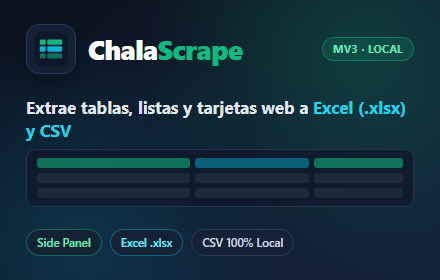 ChalaScrape
MV3 · LOCAL
Extrae tablas, listas y tarjetas web a Excel (.xlsx)
y CSV
Side Panel
Excel .xlsx
CSV 100% Local